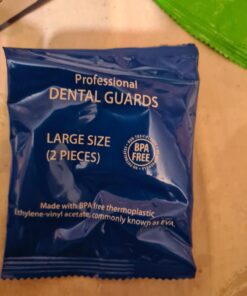 Professional
DENTAL GUARDS
LARGE SIZE
(2 PIECES)
BPA
FREE
Made with BPA free thermoplastic
Ethylene-vinyl acetate, commonly known as EVA.